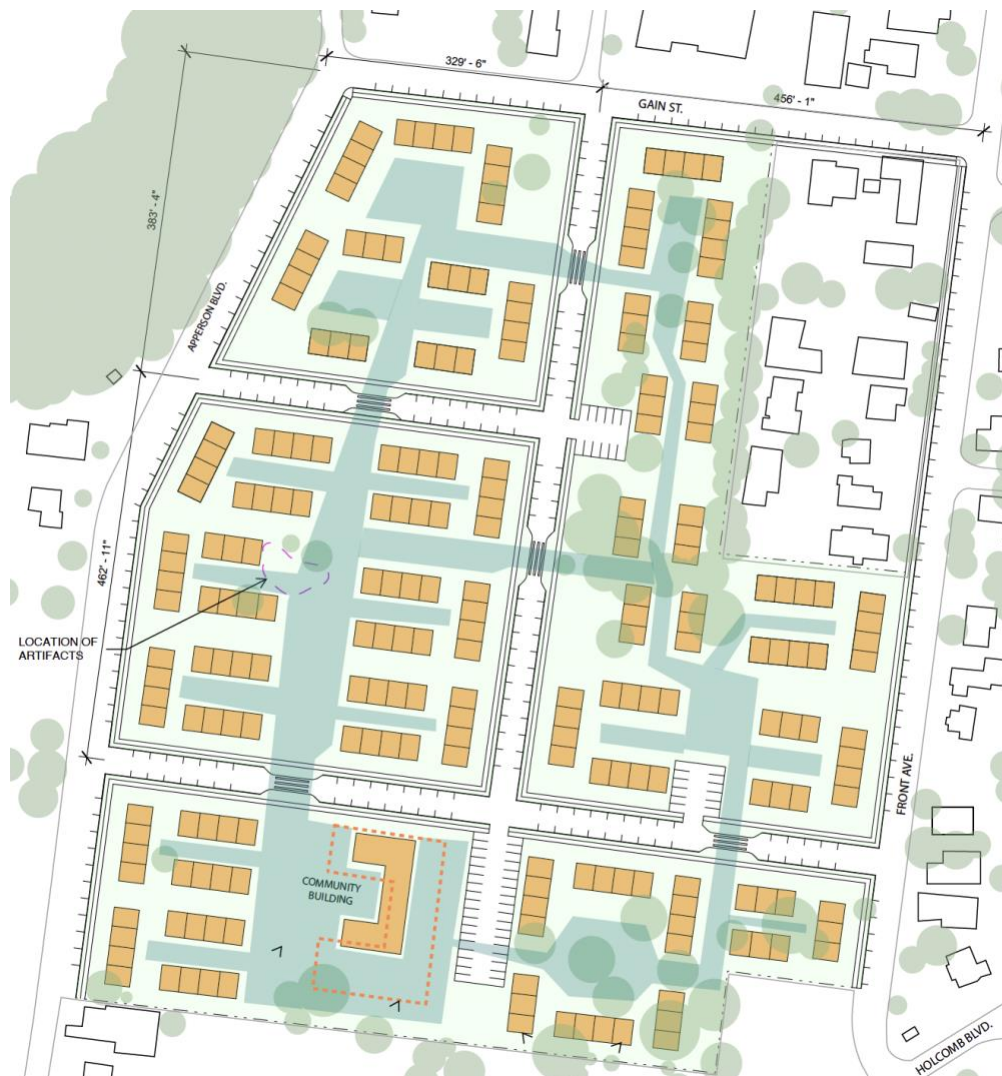 329' - 6"
GAIN ST.
456' - 1"
383' - 4"
APPERSON BLVD.
462' - 11"
LOCATION OF
ARTIFACTS
FRONT AVE.
COMMUNITY
BUILDING
HOLCOMB BLVD.